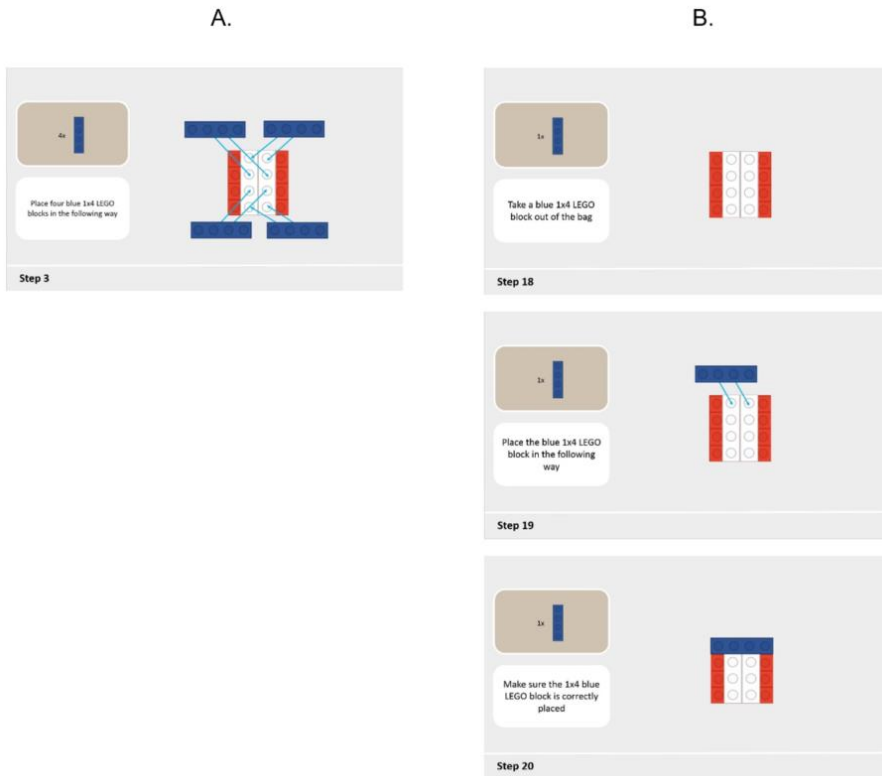 A.
4x
Place four blue 1x4 LEGO
blocks in the following way
Step 3
B.
1x
Take a blue 1x4 LEGO
block out of the bag
Step 18
1x
Place the blue 1x4 LEGO
block in the following
way
Step 19
1x
Make sure the 1x4 blue
LEGO block is correctly
placed
Step 20